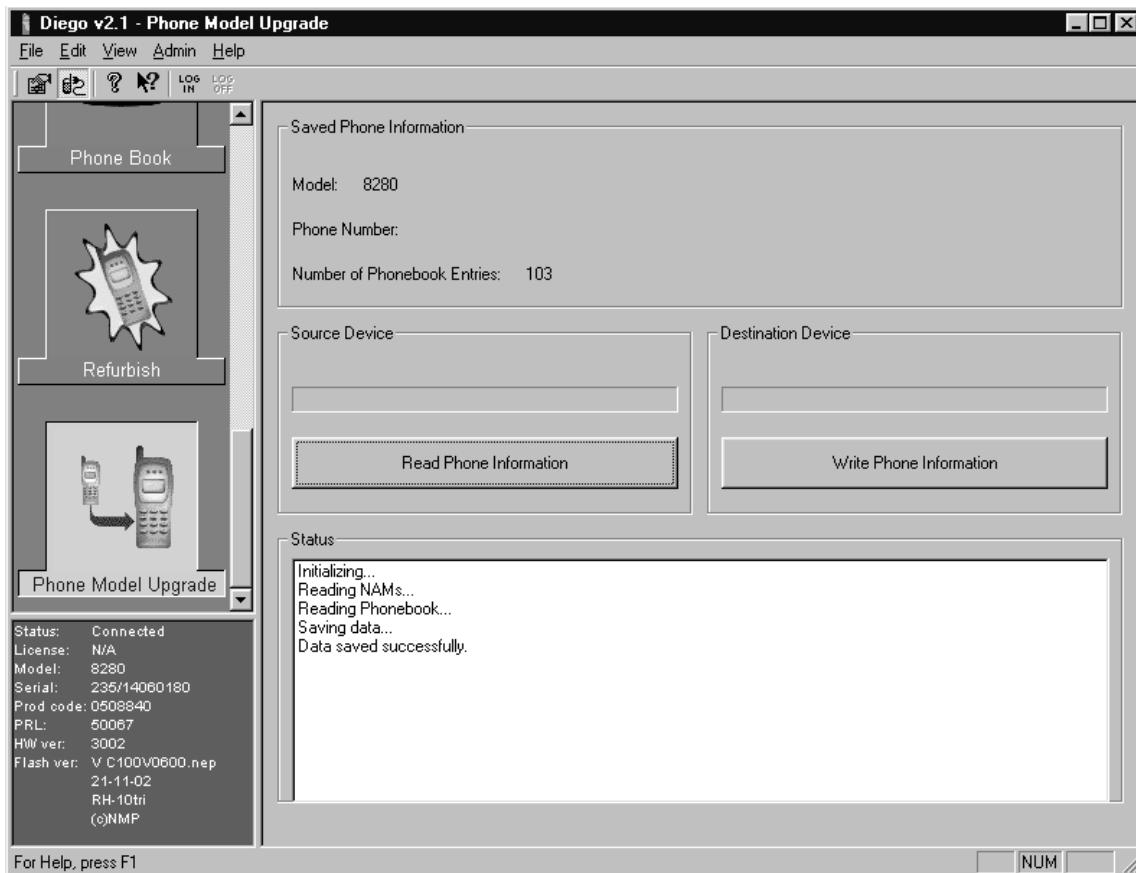 Diego v2.1 - Phone Model Upgrade
File Edit View Admin Help
LOG IN LOG OFF
Phone Book
Refurbish
Phone Model Upgrade
Status: Connected
License: N/A
Model: 8280
Serial: 235/14060180
Prod code: 0508840
PRL: 50067
HW ver: 3002
Flash ver: V C100V0600.nep
21-11-02
RH-10tri
(c)NMP
Saved Phone Information
Model: 8280
Phone Number:
Number of Phonebook Entries: 103
Source Device
Read Phone Information
Destination Device
Write Phone Information
Status
Initializing...
Reading NAMs...
Reading Phonebook...
Saving data...
Data saved successfully.
For Help, press F1
NUM